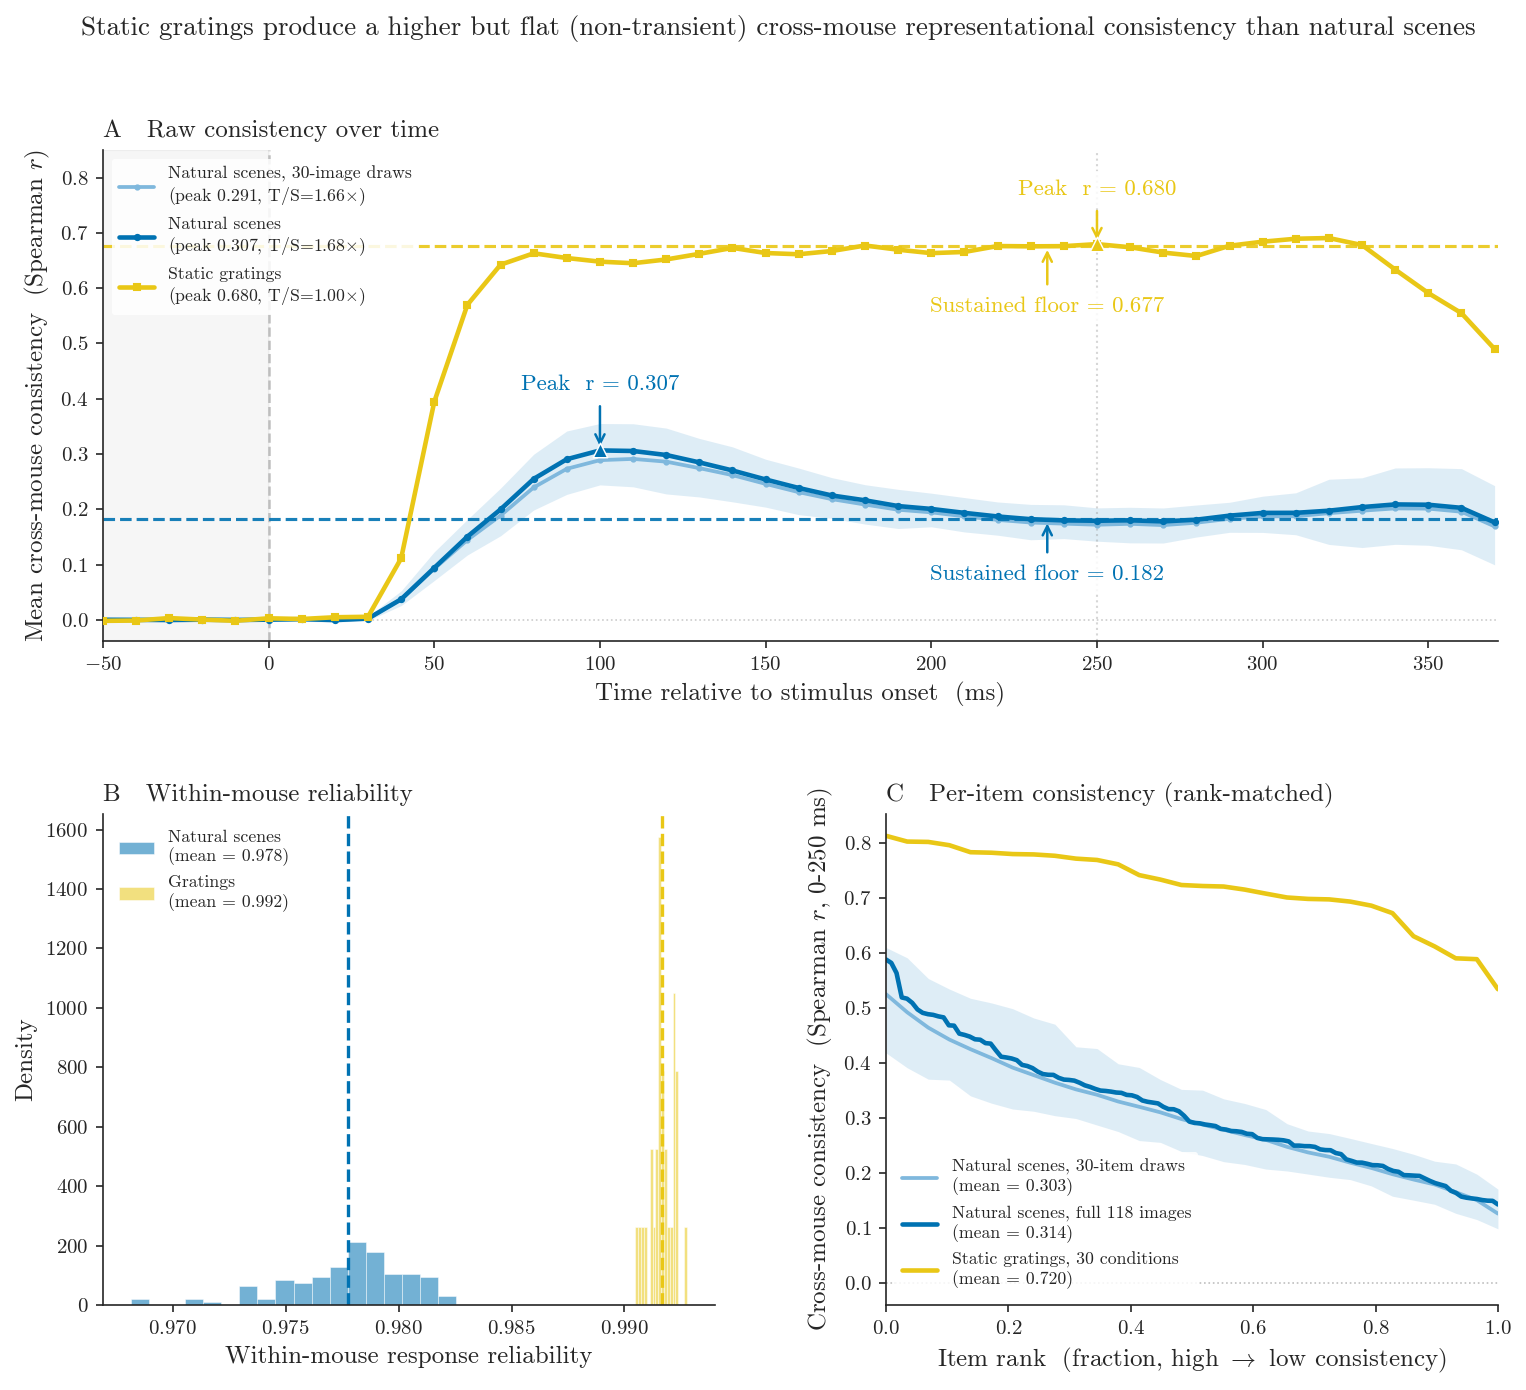 Static gratings produce a higher but flat (non-transient) cross-mouse representational consistency than natural scenes
A Raw consistency over time
Mean cross-mouse consistency (Spearman r)
0.8
0.7
0.6
0.5
0.4
0.3
0.2
0.1
0.0
Natural scenes, 30-image draws
(peak 0.291, T/S=1.66×)
Natural scenes
(peak 0.307, T/S=1.68×)
Static gratings
(peak 0.680, T/S=1.00×)
Peak r = 0.680
Sustained floor = 0.677
Peak r = 0.307
Sustained floor = 0.182
−50 0 50 100 150 200 250 300 350
Time relative to stimulus onset (ms)
B Within-mouse reliability
Density
1600
1400
1200
1000
800
600
400
200
0
Natural scenes
(mean = 0.978)
Gratings
(mean = 0.992)
0.970 0.975 0.980 0.985 0.990
Within-mouse response reliability
C Per-item consistency (rank-matched)
Cross-mouse consistency (Spearman r, 0-250 ms)
0.8
0.7
0.6
0.5
0.4
0.3
0.2
0.1
0.0
Natural scenes, 30-item draws
(mean = 0.303)
Natural scenes, full 118 images
(mean = 0.314)
Static gratings, 30 conditions
(mean = 0.720)
0.0 0.2 0.4 0.6 0.8 1.0
Item rank (fraction, high → low consistency)